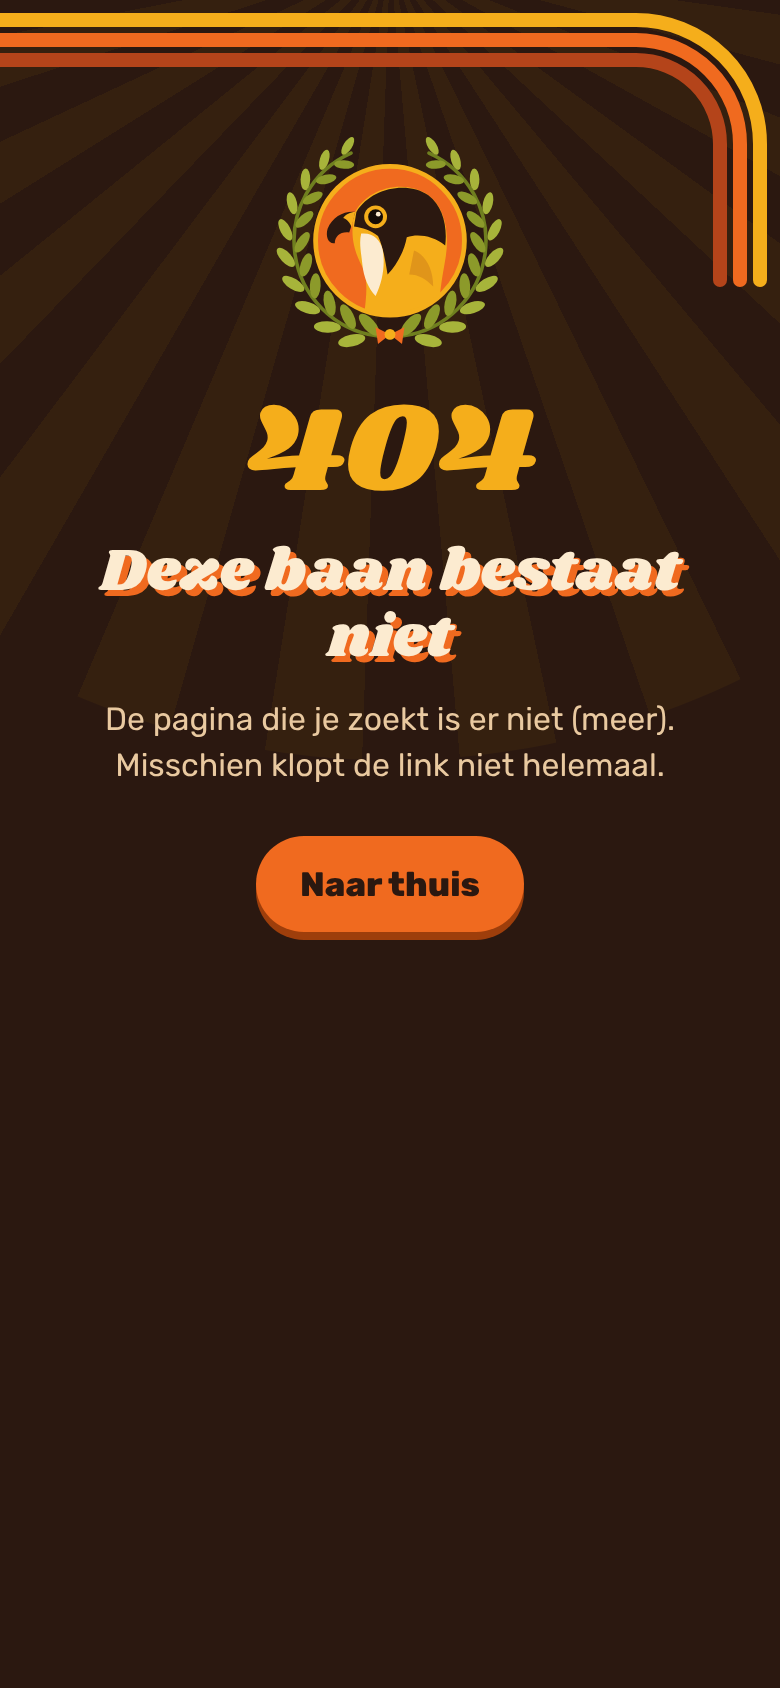 404
Deze baan bestaat
niet
De pagina die je zoekt is er niet (meer).
Misschien klopt de link niet helemaal.
Naar thuis